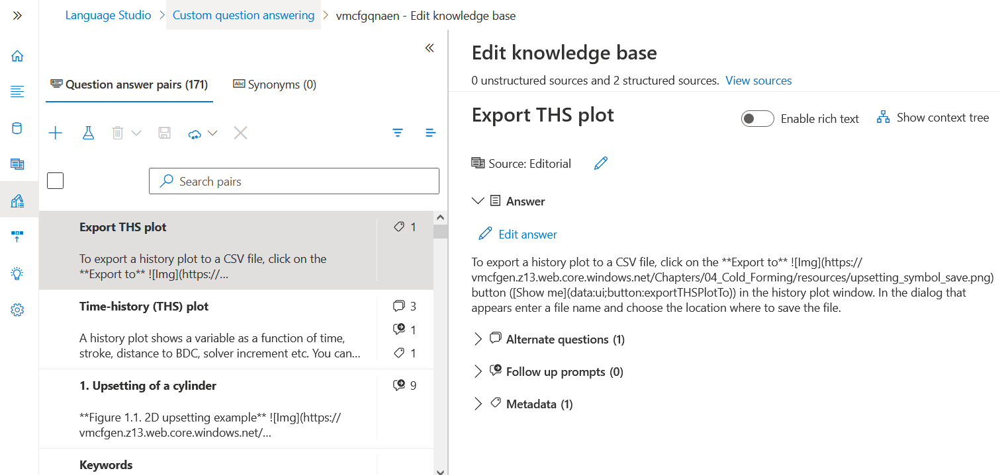 Language Studio > Custom question answering > vmcfgqnaen - Edit knowledge base
Question answer pairs (171)
Abc Synonyms (0)
Search pairs
Export THS plot
1
To export a history plot to a CSV file, click on the
**Export to** ![Img](https://...
Time-history (THS) plot
3
1
1
A history plot shows a variable as a function of time,
stroke, distance to BDC, solver increment etc. You can...
1. Upsetting of a cylinder
9
**Figure 1.1. 2D upsetting example** ![Img](https://
vmcfgen.z13.web.core.windows.net/...
Keywords
Edit knowledge base
0 unstructured sources and 2 structured sources. View sources
Export THS plot
Enable rich text
Show context tree
Source: Editorial
Answer
Edit answer
To export a history plot to a CSV file, click on the **Export to** ![Img](https://
vmcfgen.z13.web.core.windows.net/Chapters/04_Cold_Forming/resources/upsetting_symbol_save.png)
button ([Show me](data:ui;button:exportTHSPlotTo)) in the history plot window. In the dialog that
appears enter a file name and choose the location where to save the file.
Alternate questions (1)
Follow up prompts (0)
Metadata (1)